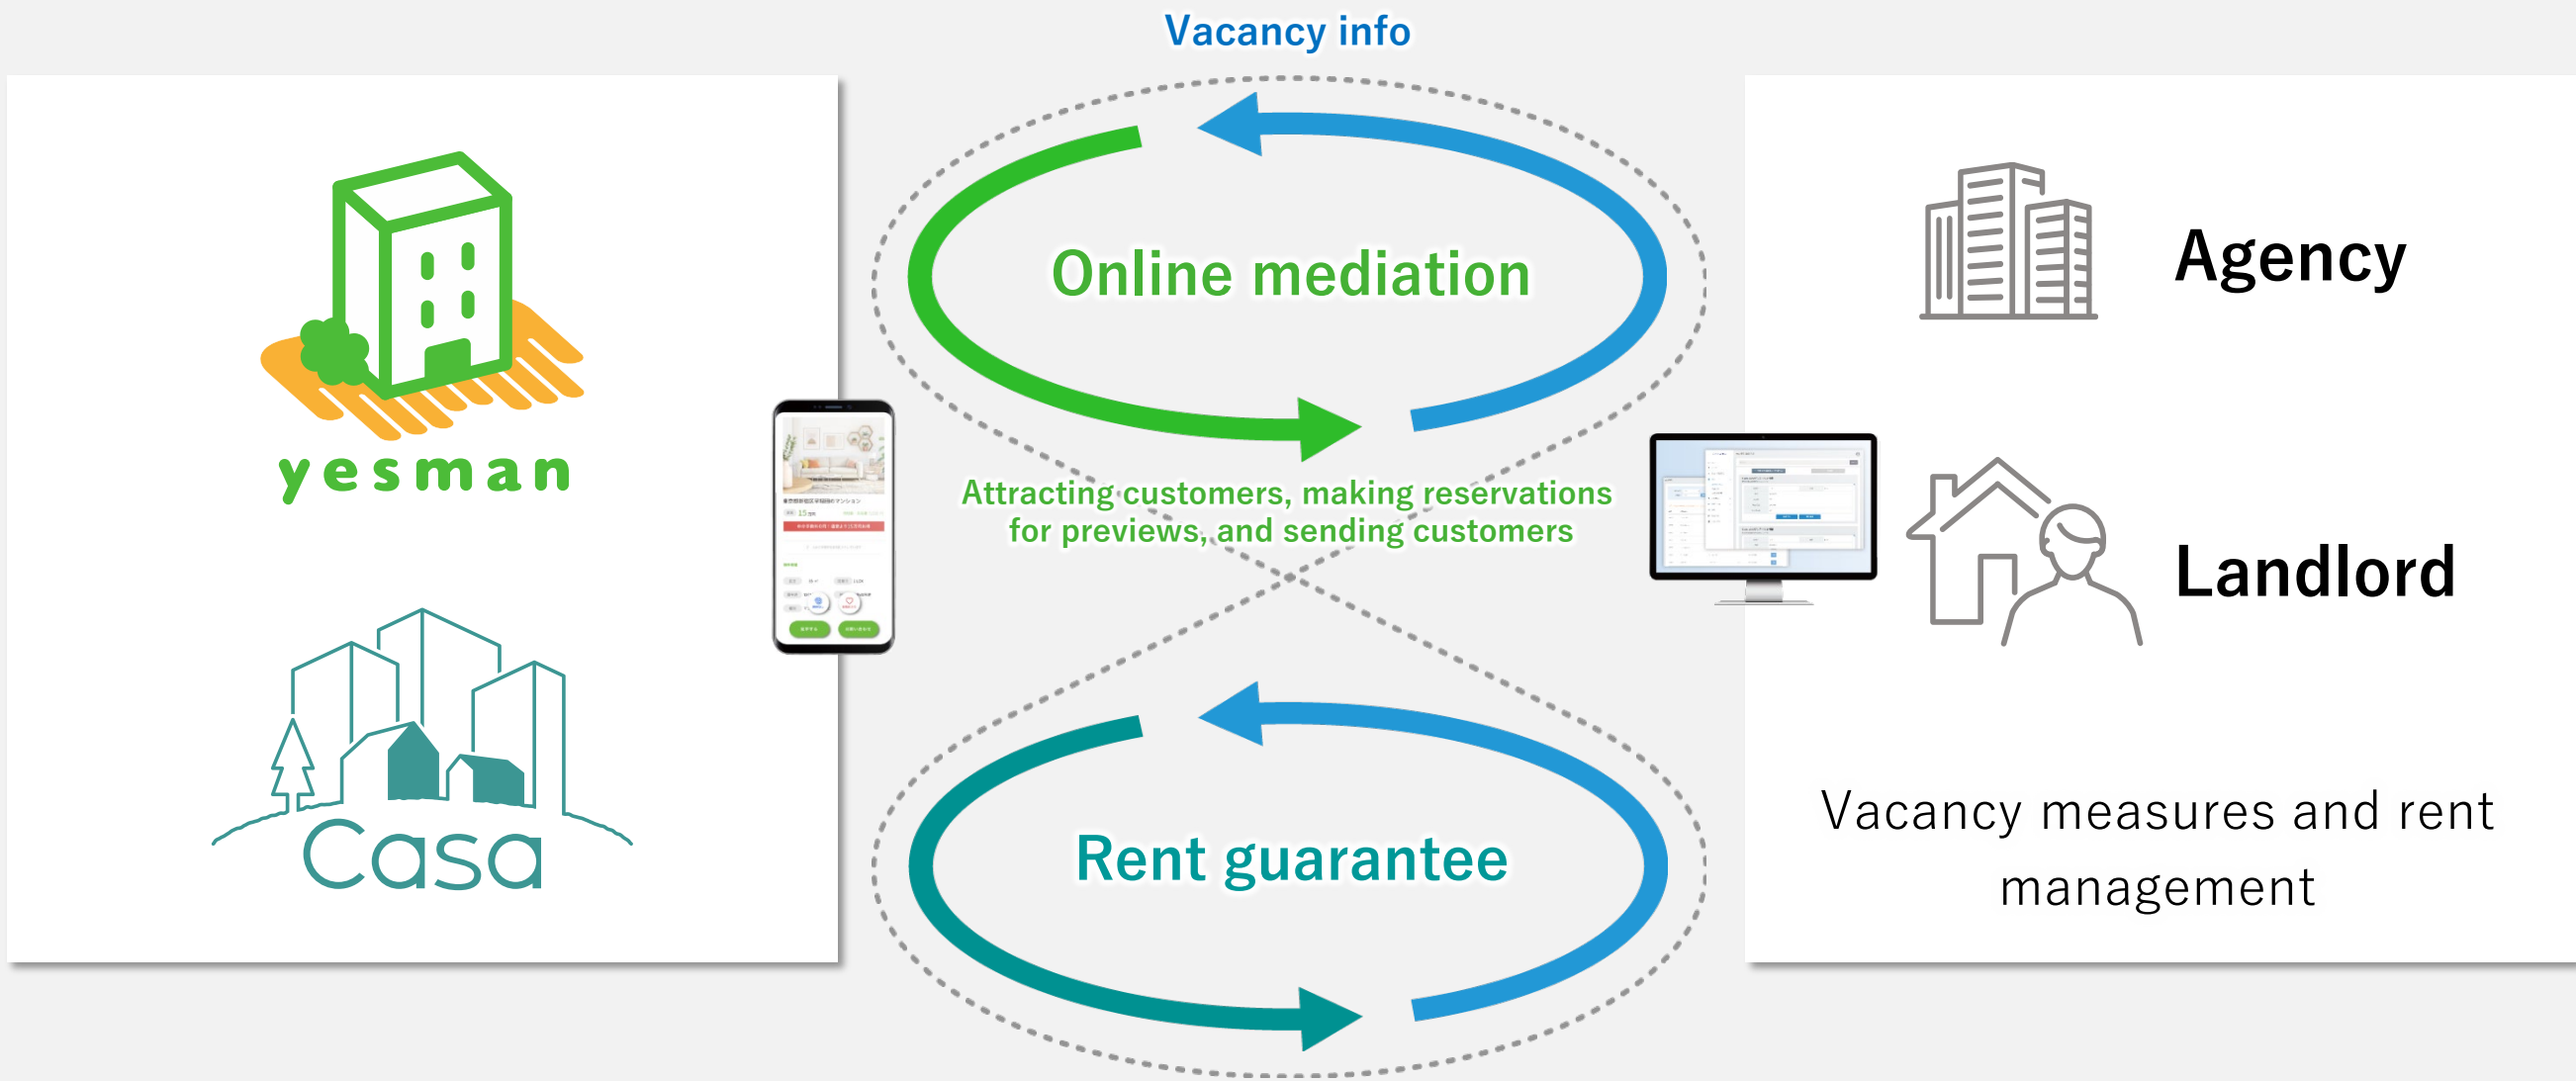 Vacancy info
yesman
Casa
Online mediation
Attracting customers, making reservations
for previews, and sending customers
Rent guarantee
Agency
Landlord
Vacancy measures and rent
management